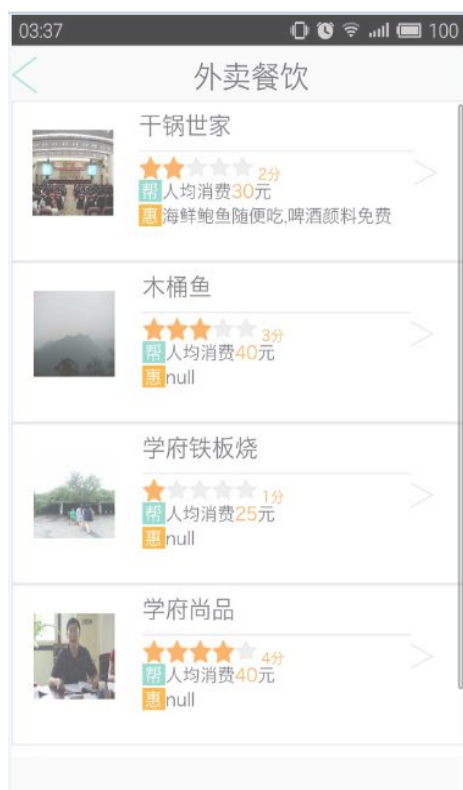 03:37
100
外卖餐饮
干锅世家
2分
帮人均消费30元
惠海鲜鲍鱼随便吃,啤酒颜料免费
木桶鱼
3分
帮人均消费40元
惠null
学府铁板烧
1分
帮人均消费25元
惠null
学府尚品
4分
帮人均消费40元
惠null